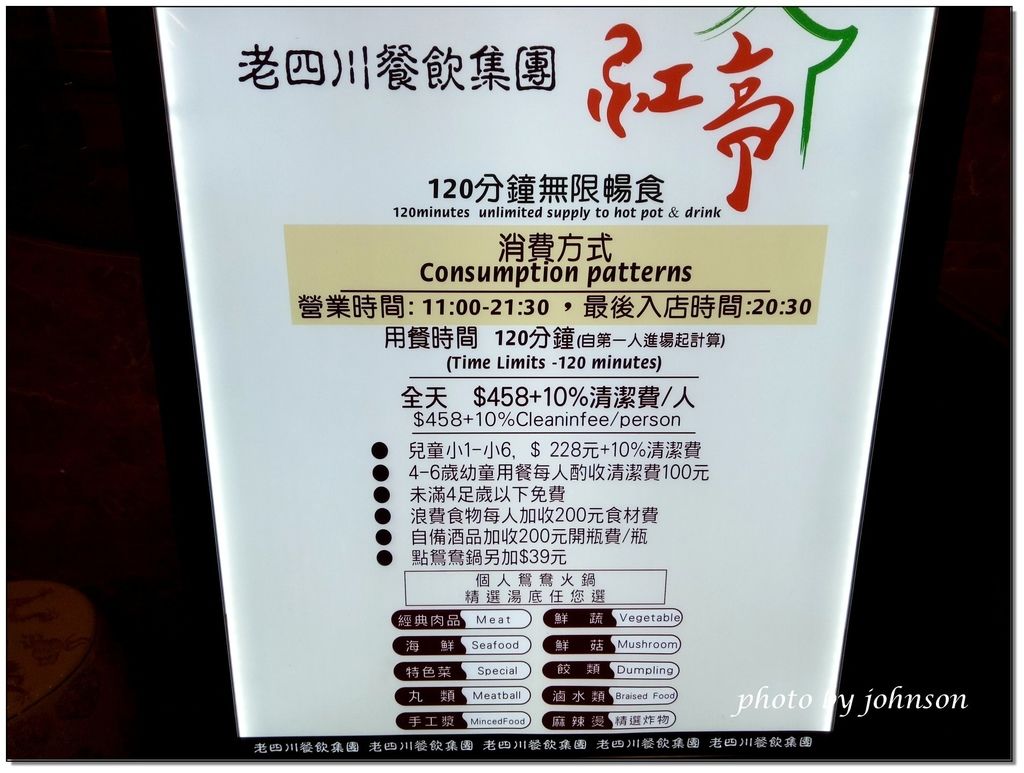 老四川餐飲集團 紅亭
120分鐘無限暢食
120minutes unlimited supply to hot pot & drink
消費方式
Consumption patterns
營業時間: 11:00-21:30 ，最後入店時間:20:30
用餐時間 120分鐘(自第一人進場起計算)
(Time Limits -120 minutes)
全天 $458+10%清潔費/人
$458+10%Cleaninfee/person
● 兒童小1-小6, $ 228元+10%清潔費
● 4-6歲幼童用餐每人酌收清潔費100元
● 未滿4足歲以下免費
● 浪費食物每人加收200元食材費
● 自備酒品加收200元開瓶費/瓶
● 點鴛鴦鍋另加$39元
個人鴛鴦火鍋
精選湯底任您選
經典肉品 Meat 鮮蔬 Vegetable
海鮮 Seafood 鮮菇 Mushroom
特色菜 Special 餃類 Dumpling
丸類 Meatball 滷水類 Braised Food
手工漿 MincedFood 麻辣燙 精選炸物
photo by johnson
老四川餐飲集團 老四川餐飲集團 老四川餐飲集團 老四川餐飲集團 老四川餐飲集團